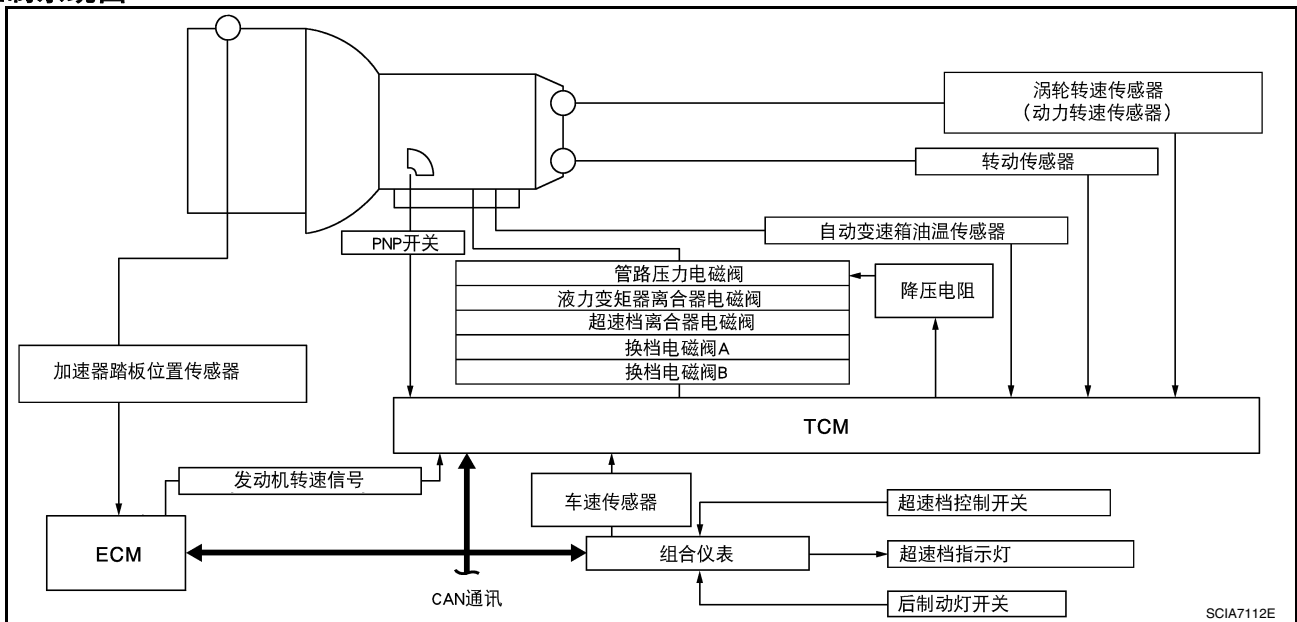 涡轮转速传感器
（动力转速传感器）
转动传感器
自动变速箱油温传感器
PNP开关
管路压力电磁阀
液力变矩器离合器电磁阀
超速档离合器电磁阀
换档电磁阀A
换档电磁阀B
降压电阻
加速器踏板位置传感器
TCM
发动机转速信号
车速传感器
超速档控制开关
ECM
组合仪表
超速档指示灯
CAN通讯
后制动灯开关
SCIA7112E